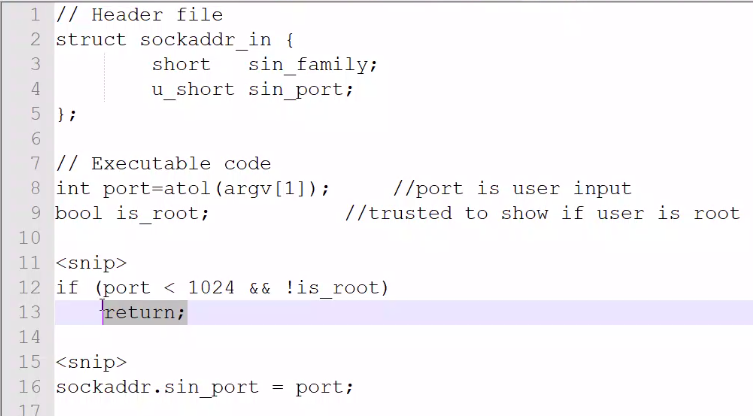 1 // Header file
2 struct sockaddr_in {
3 short sin_family;
4 u_short sin_port;
5 };
6
7 // Executable code
8 int port=atol(argv[1]); //port is user input
9 bool is_root; //trusted to show if user is root
10
11 <snip>
12 if (port < 1024 && !is_root)
13 return;
14
15 <snip>
16 sockaddr.sin_port = port;
17